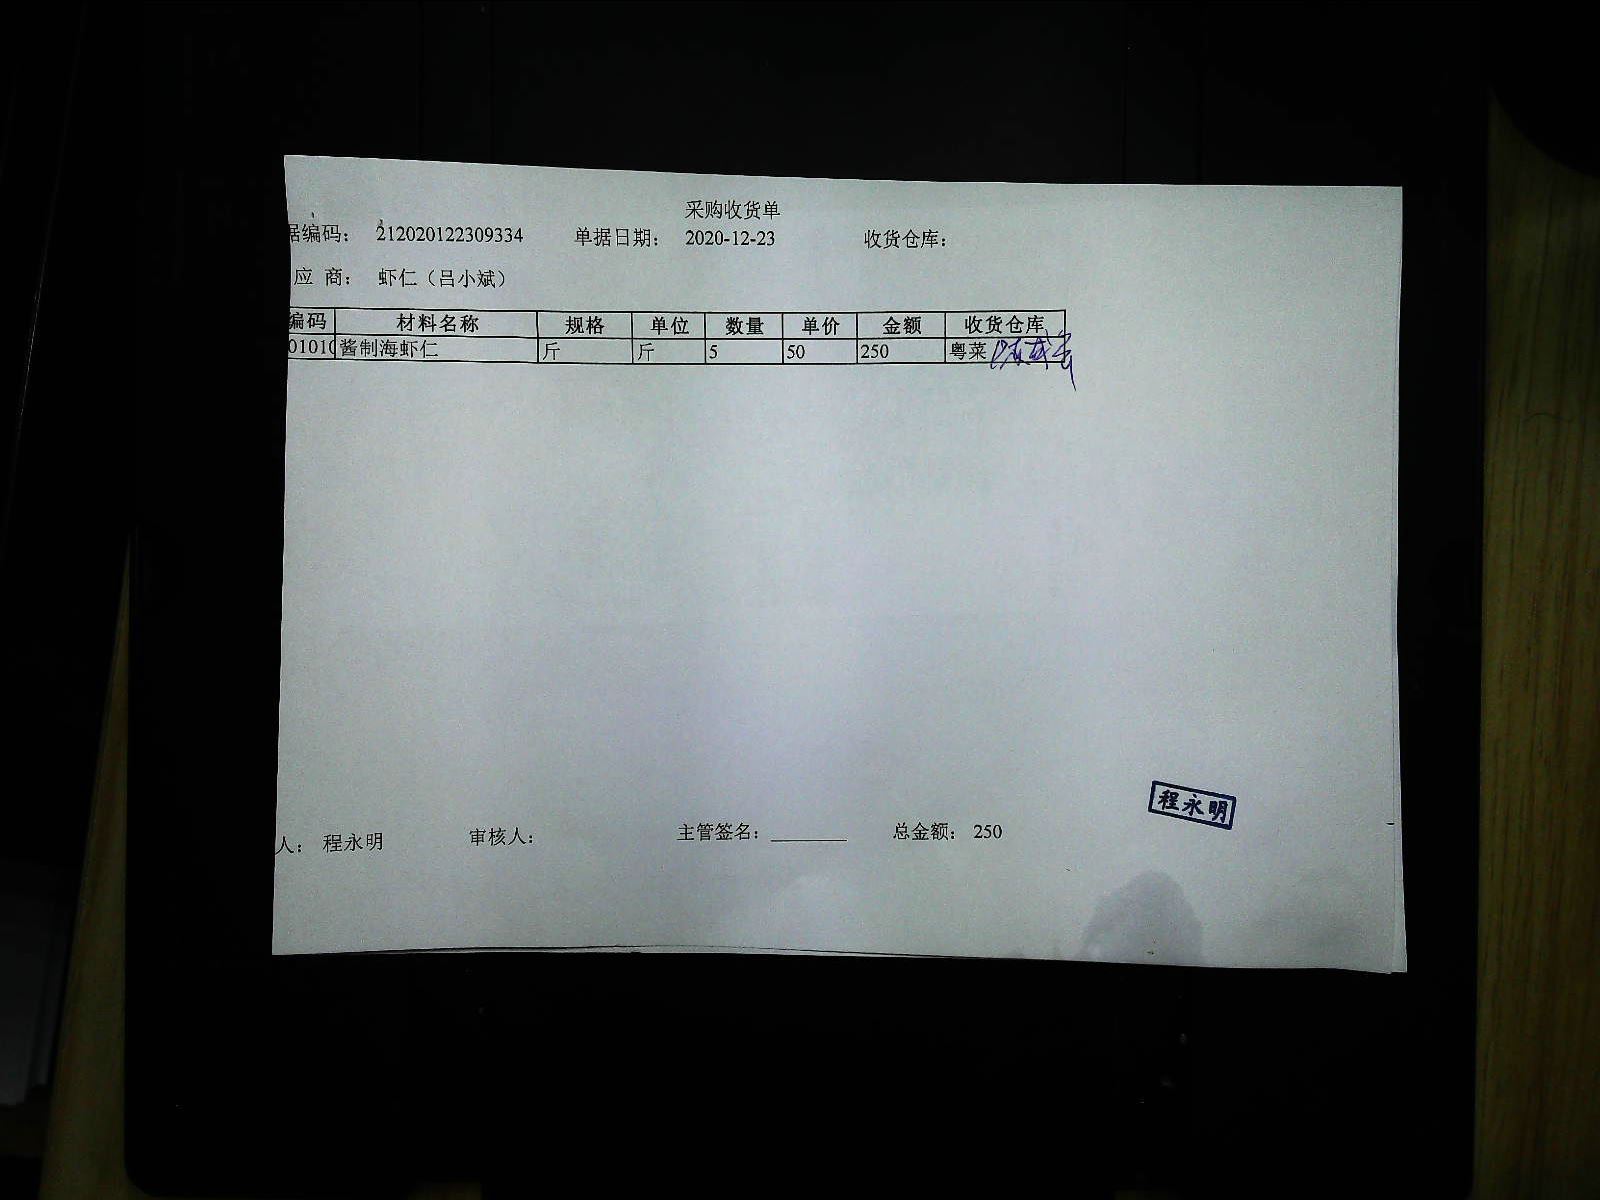 采购收货单
据编码： 212020122309334 单据日期： 2020-12-23 收货仓库：
应 商： 虾仁（吕小斌）
编码 材料名称 规格 单位 数量 单价 金额 收货仓库
01010 酱制海虾仁 斤 斤 5 50 250 粤菜
程永明
人： 程永明 审核人： 主管签名： ________ 总金额： 250